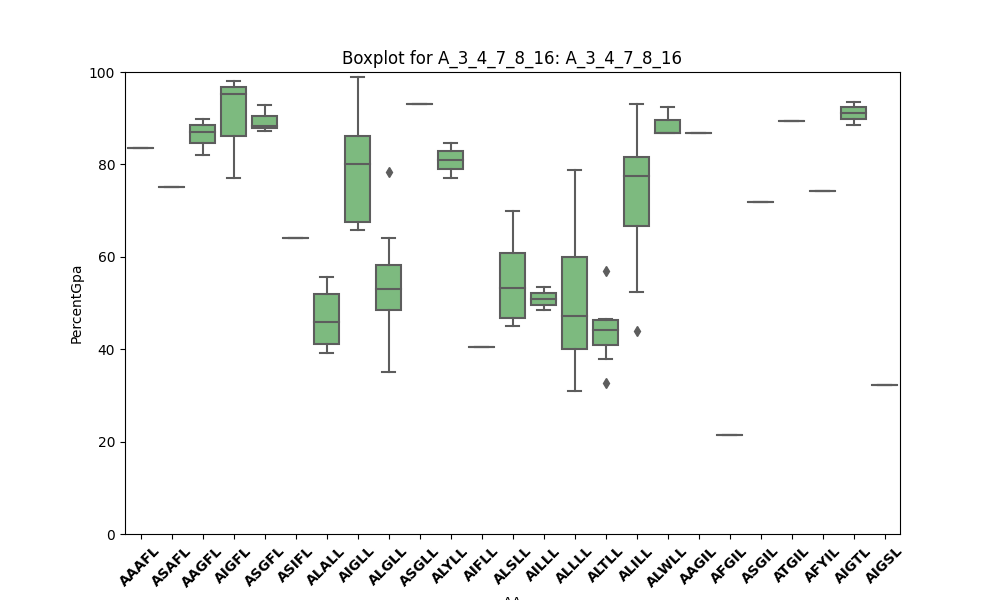 Boxplot for A_3_4_7_8_16: A_3_4_7_8_16
PercentGpa
100
80
60
40
20
0
AAAFL
ASAFL
AAGFL
AIGFL
ASGFL
ASIFL
ALALL
AIGLL
ALGLL
ASGLL
ALYLL
AIFLL
ALSLL
AILLL
ALLLL
ALTLL
ALILL
ALWLL
AAGIL
AFGIL
ASGIL
ATGIL
AFYIL
AIGTL
AIGSL